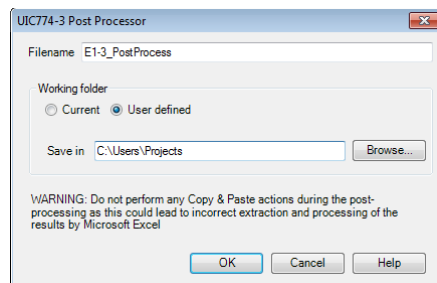 UIC774-3 Post Processor
Filename E1-3_PostProcess
Working folder
Current User defined
Save in C:\Users\Projects Browse...
WARNING: Do not perform any Copy & Paste actions during the post-
processing as this could lead to incorrect extraction and processing of the
results by Microsoft Excel
OK Cancel Help